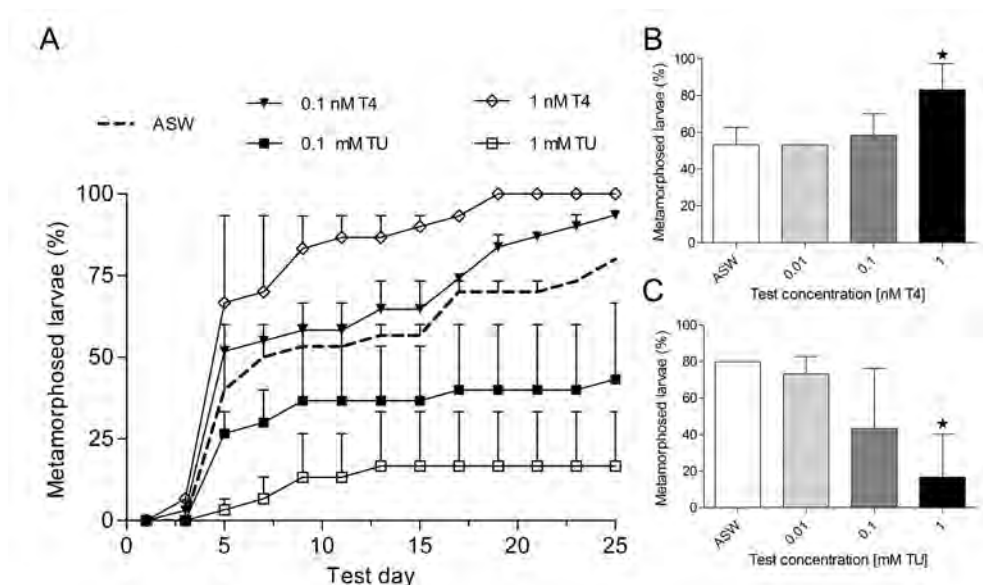 A
0.1 nM T4
1 nM T4
ASW
0.1 mM TU
1 mM TU
Metamorphosed larvae (%)
100
75
50
25
0
0 5 10 15 20 25
Test day
B
Metamorphosed larvae (%)
100
80
60
40
20
0
ASW 0.01 0.1 1
Test concentration [nM T4]
C
Metamorphosed larvae (%)
80
60
40
20
0
ASW 0.01 0.1 1
Test concentration [mM TU]